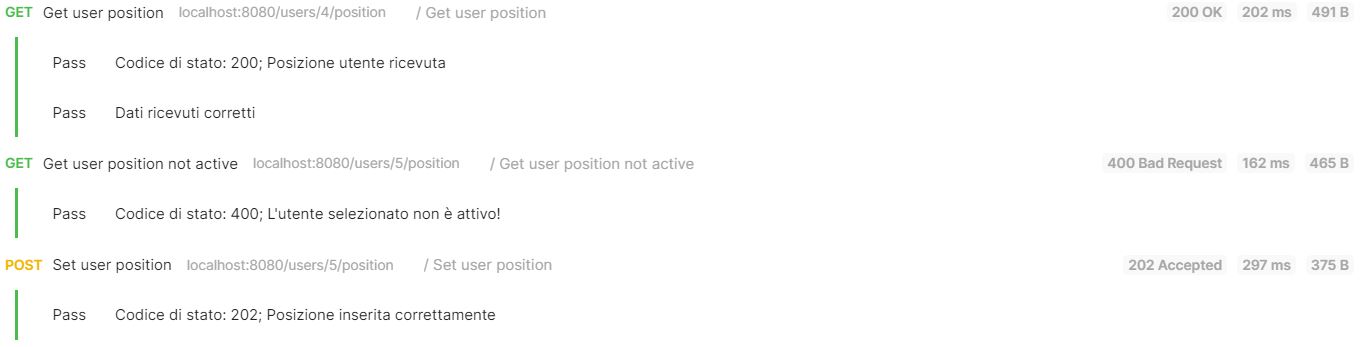 GET Get user position localhost:8080/users/4/position / Get user position 200 OK 202 ms 491 B
Pass Codice di stato: 200; Posizione utente ricevuta
Pass Dati ricevuti corretti
GET Get user position not active localhost:8080/users/5/position / Get user position not active 400 Bad Request 162 ms 465 B
Pass Codice di stato: 400; L'utente selezionato non è attivo!
POST Set user position localhost:8080/users/5/position / Set user position 202 Accepted 297 ms 375 B
Pass Codice di stato: 202; Posizione inserita correttamente